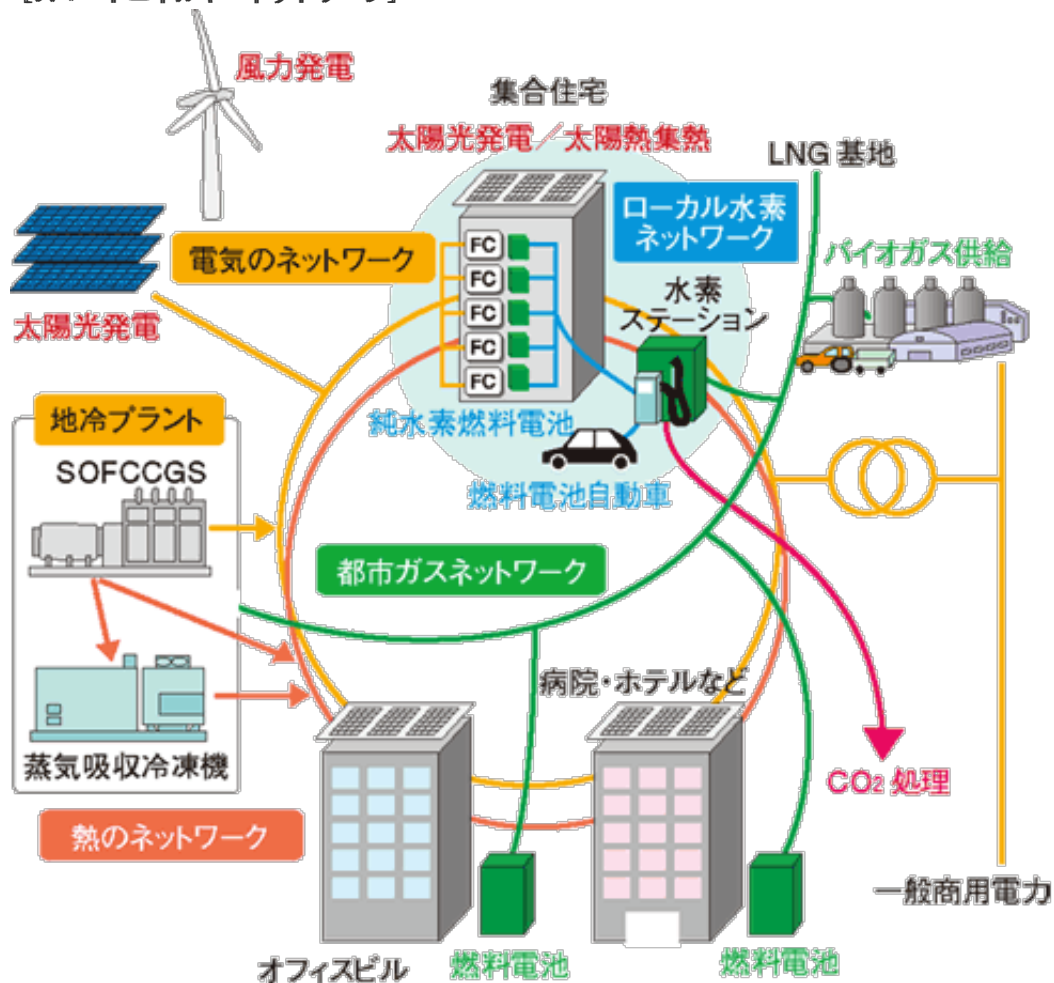 風力発電
集合住宅
太陽光発電／太陽熱集熱
LNG 基地
ローカル水素
ネットワーク
電気のネットワーク
バイオガス供給
FC
FC
FC
FC
FC
水素
ステーション
太陽光発電
純水素燃料電池
地冷プラント
SOFCCGS
燃料電池自動車
都市ガスネットワーク
病院・ホテルなど
蒸気吸収冷凍機
CO₂ 処理
熱のネットワーク
一般商用電力
オフィスビル
燃料電池
燃料電池